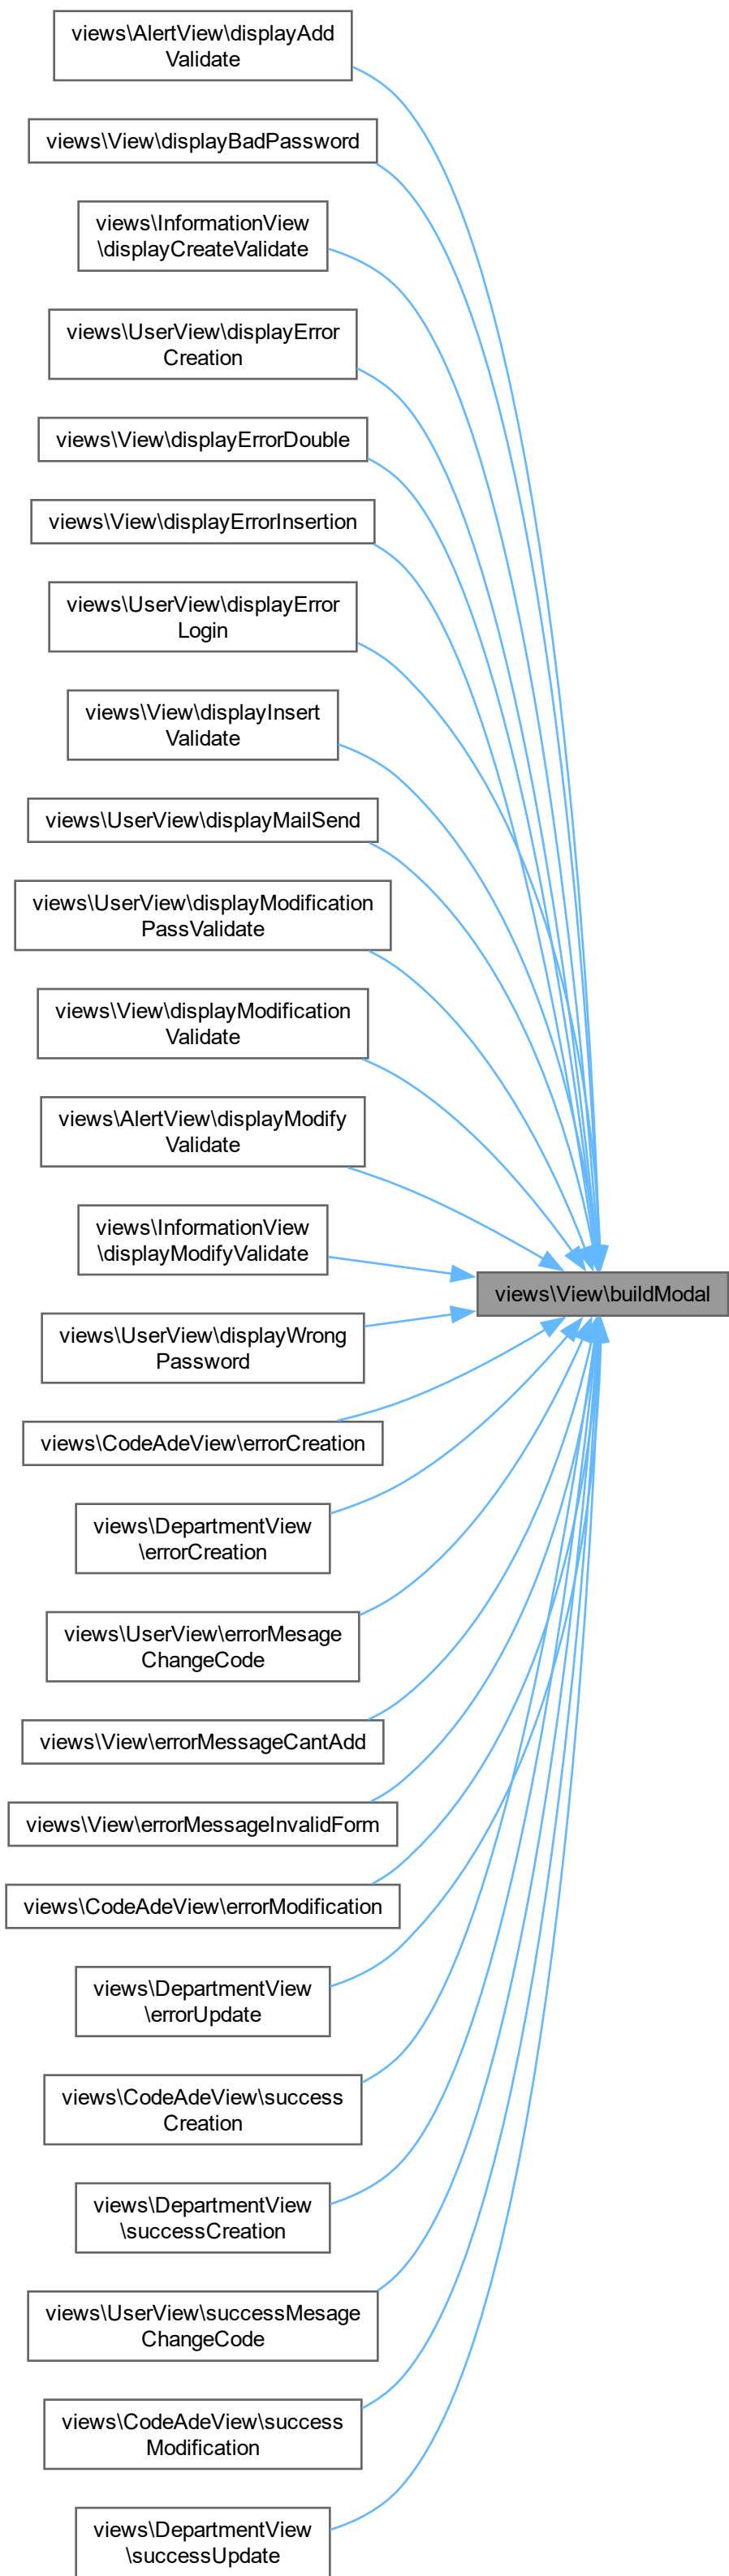 views\AlertView\displayAdd
Validate
views\View\displayBadPassword
views\InformationView
\displayCreateValidate
views\UserView\displayError
Creation
views\View\displayErrorDouble
views\View\displayErrorInsertion
views\UserView\displayError
Login
views\View\displayInsert
Validate
views\UserView\displayMailSend
views\UserView\displayModification
PassValidate
views\View\displayModification
Validate
views\AlertView\displayModify
Validate
views\InformationView
\displayModifyValidate
views\View\buildModal
views\UserView\displayWrong
Password
views\CodeAdeView\errorCreation
views\DepartmentView
\errorCreation
views\UserView\errorMesage
ChangeCode
views\View\errorMessageCantAdd
views\View\errorMessageInvalidForm
views\CodeAdeView\errorModification
views\DepartmentView
\errorUpdate
views\CodeAdeView\success
Creation
views\DepartmentView
\successCreation
views\UserView\successMesage
ChangeCode
views\CodeAdeView\success
Modification
views\DepartmentView
\successUpdate